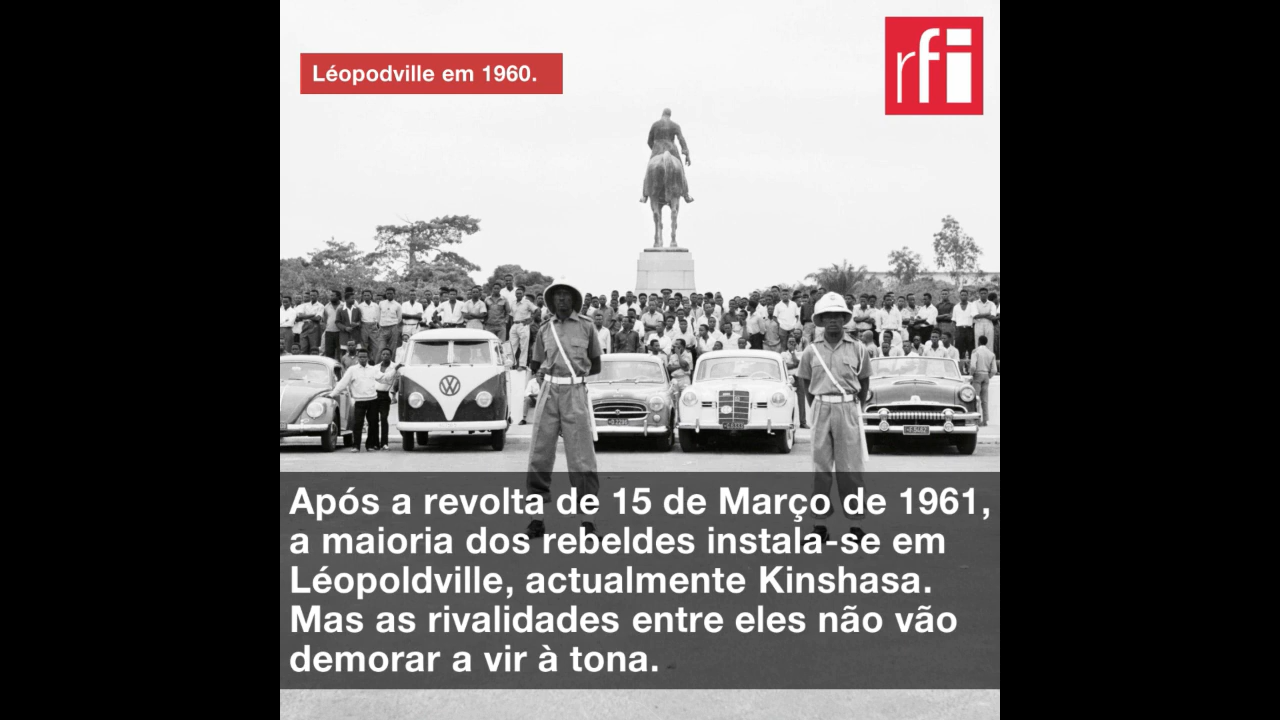 Léopodville em 1960.
rfi
Após a revolta de 15 de Março de 1961,
a maioria dos rebeldes instala-se em
Léopoldville, actualmente Kinshasa.
Mas as rivalidades entre eles não vão
demorar a vir à tona.